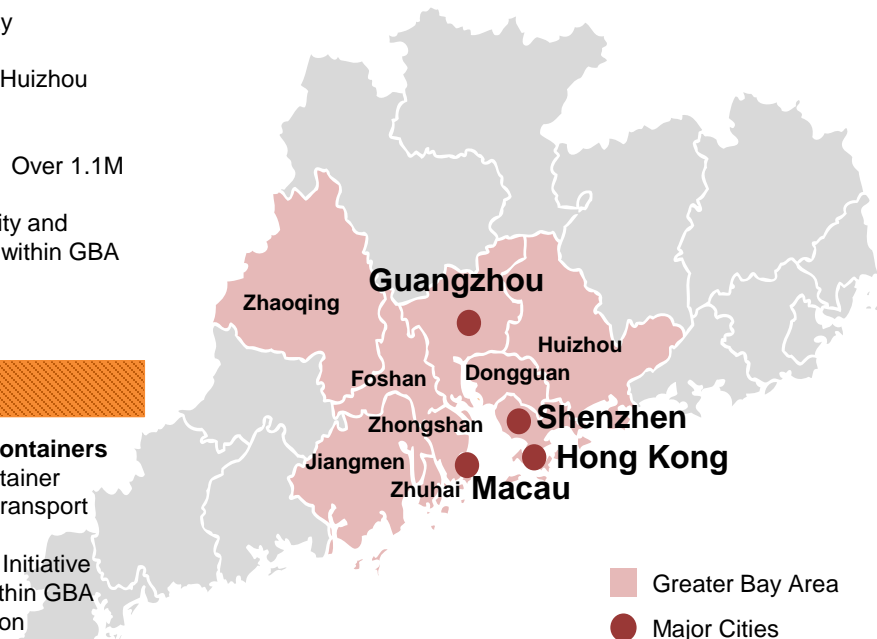 y
Huizhou
Over 1.1M
ity and
within GBA
ontainers
tainer
ransport
Initiative
thin GBA
on
Guangzhou
Zhaoqing
Huizhou
Foshan
Dongguan
Shenzhen
Zhongshan
Hong Kong
Jiangmen
Zhuhai
Macau
Greater Bay Area
Major Cities